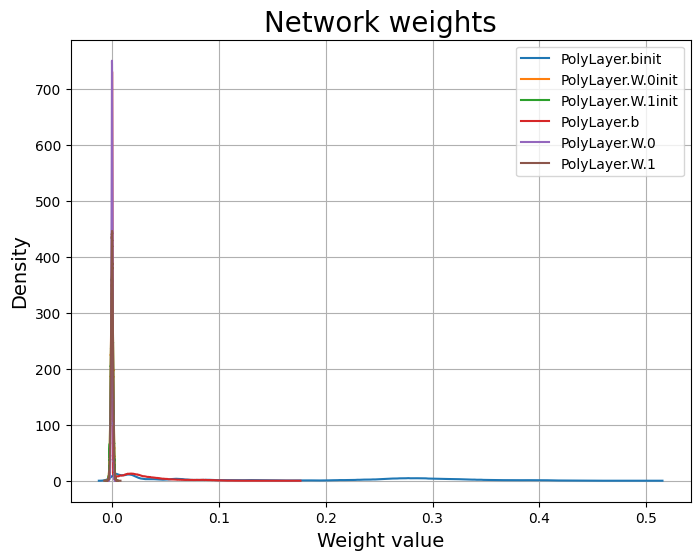 Network weights
PolyLayer.binit
PolyLayer.W.0init
PolyLayer.W.1init
PolyLayer.b
PolyLayer.W.0
PolyLayer.W.1
Density
700
600
500
400
300
200
100
0
0.0 0.1 0.2 0.3 0.4 0.5
Weight value